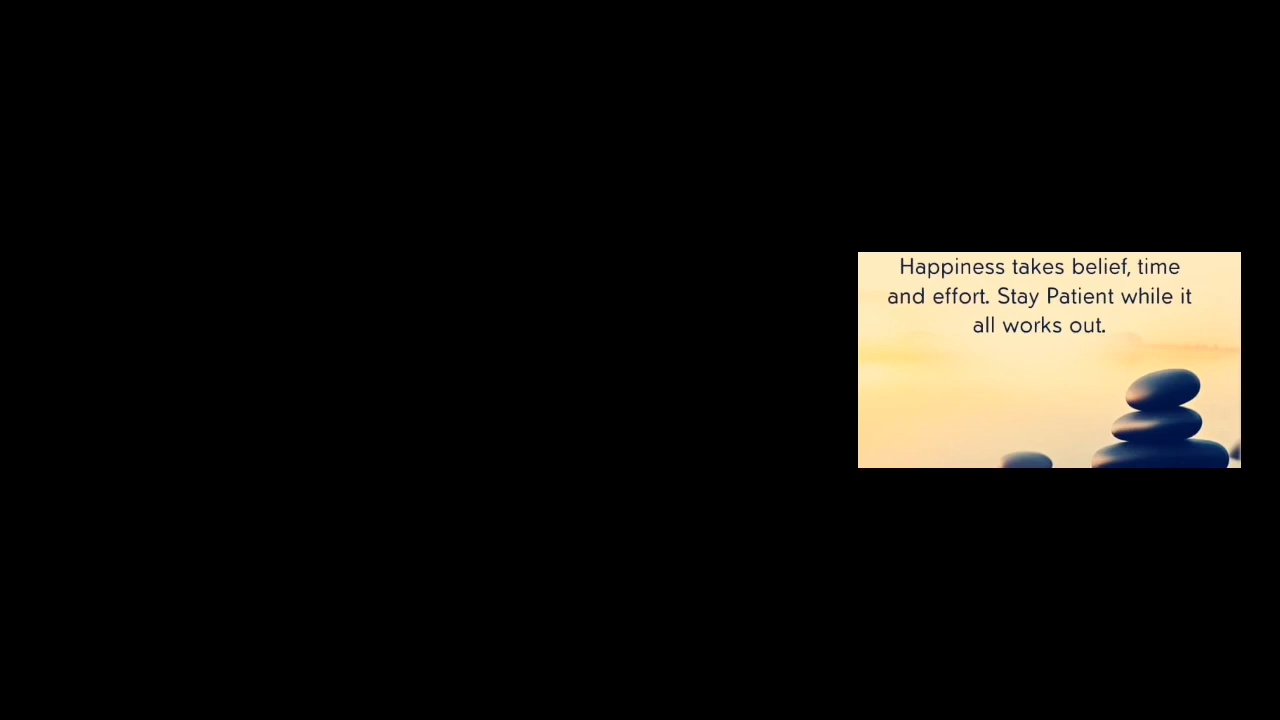 Happiness takes belief, time
and effort. Stay Patient while it
all works out.